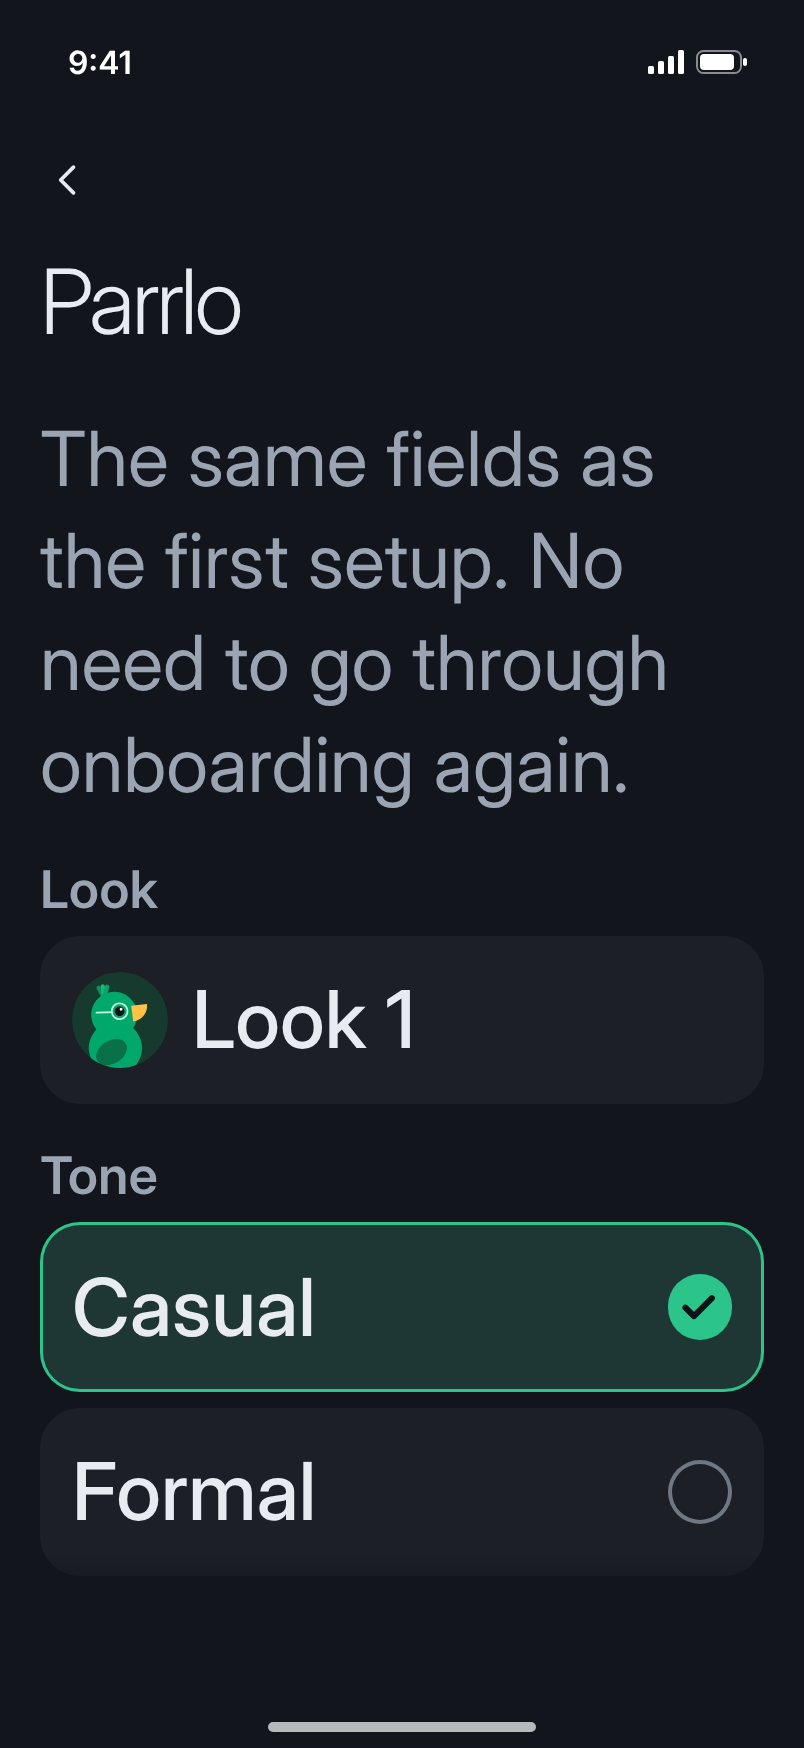 9:41
Parrlo
The same fields as
the first setup. No
need to go through
onboarding again.
Look
Look 1
Tone
Casual
Formal